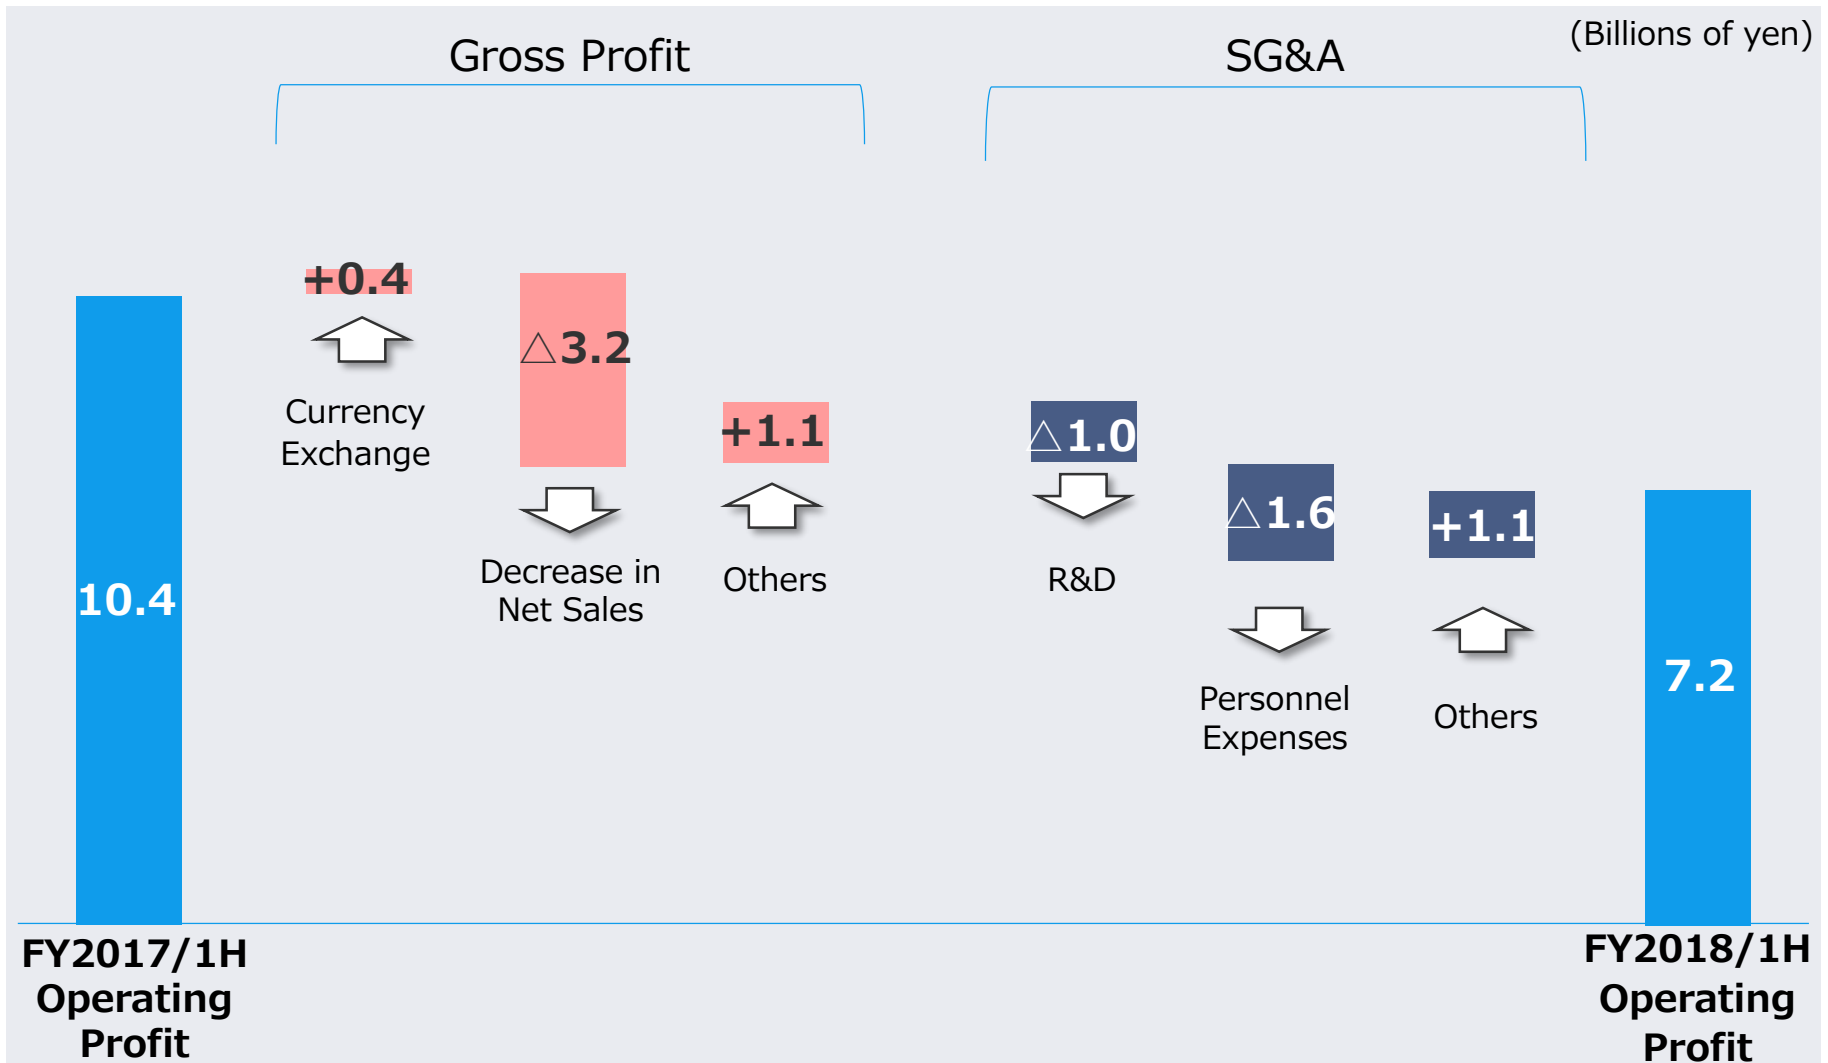 (Billions of yen)
Gross Profit
SG&A
+0.4
Currency
Exchange
△3.2
Decrease in
Net Sales
+1.1
Others
△1.0
R&D
△1.6
Personnel
Expenses
+1.1
Others
10.4
FY2017/1H
Operating
Profit
7.2
FY2018/1H
Operating
Profit